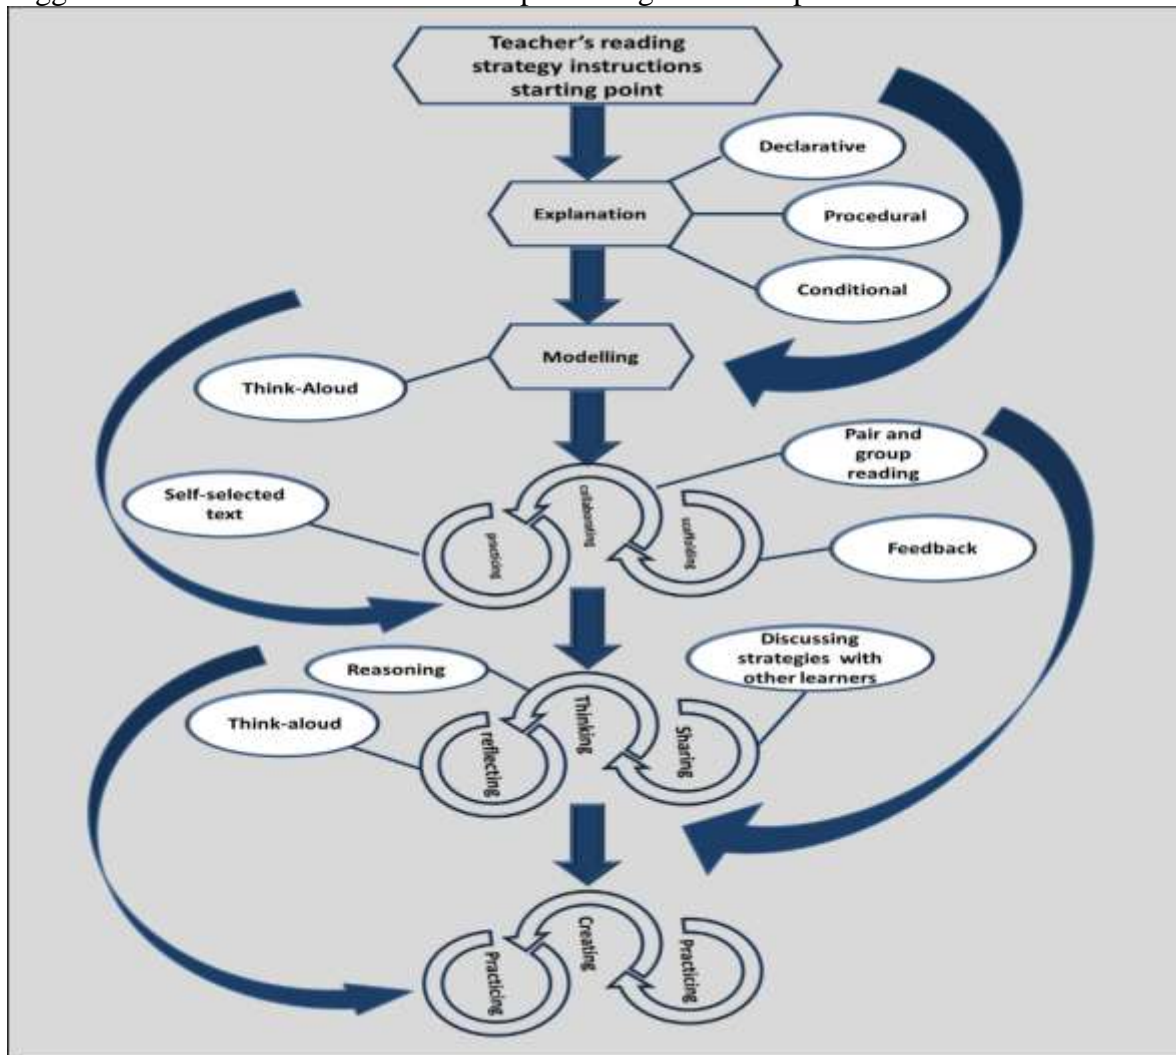 Teacher's reading
strategy instructions
starting point
Declarative
Explanation
Procedural
Conditional
Modelling
Think-Aloud
Pair and
group
reading
Self-selected
text
practicing
collaborating
scaffolding
Feedback
Discussing
strategies with
other learners
Reasoning
Think-aloud
reflecting
Thinking
Sharing
Practicing
Creating
Practicing